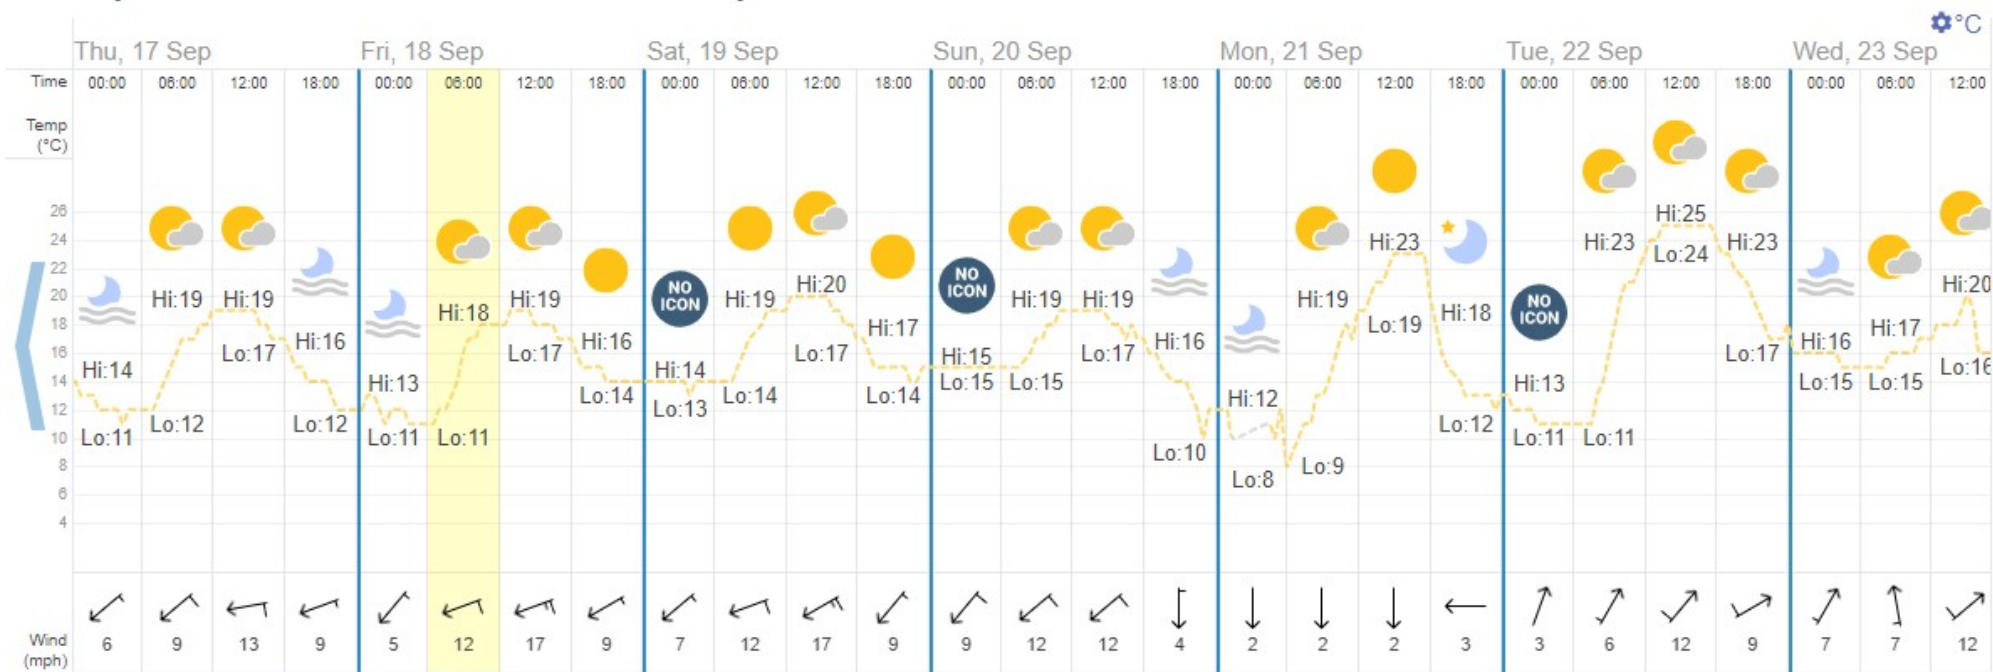 °C
Thu, 17 Sep Fri, 18 Sep Sat, 19 Sep Sun, 20 Sep Mon, 21 Sep Tue, 22 Sep Wed, 23 Sep
Time 00:00 06:00 12:00 18:00 00:00 06:00 12:00 18:00 00:00 06:00 12:00 18:00 00:00 06:00 12:00 18:00 00:00 06:00 12:00 18:00 00:00 06:00 12:00 18:00 00:00 06:00 12:00
Temp
(°C)
26
24
22
20
18
16
14
12
10
8
6
4
Hi:14
Lo:11
Hi:19
Lo:12
Hi:19
Lo:17
Hi:16
Lo:12
Hi:13
Lo:11
Hi:18
Lo:11
Hi:19
Lo:17
Hi:16
Lo:14
NO
ICON
Hi:14
Lo:13
Hi:19
Lo:14
Hi:20
Lo:17
Hi:17
Lo:14
NO
ICON
Hi:15
Lo:15
Hi:19
Lo:15
Hi:19
Lo:17
Hi:16
Lo:10
Hi:12
Lo:8
Hi:19
Lo:9
Hi:23
Lo:19
Hi:18
Lo:12
NO
ICON
Hi:13
Lo:11
Hi:23
Lo:11
Hi:25
Lo:24
Hi:23
Lo:17
Hi:16
Lo:15
Hi:17
Lo:15
Hi:20
Lo:16
Wind
(mph)
6 9 13 9 5 12 17 9 7 12 17 9 9 12 12 4 2 2 2 3 3 6 12 9 7 7 12